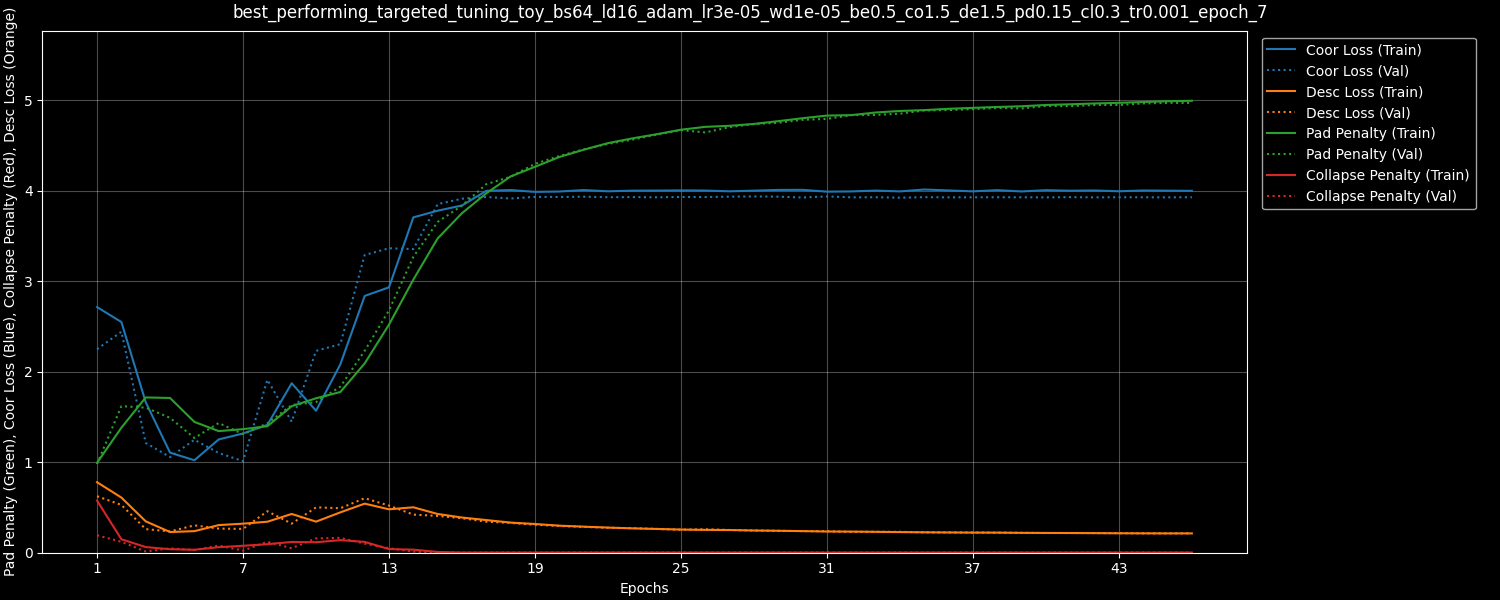 best_performing_targeted_tuning_toy_bs64_ld16_adam_lr3e-05_wd1e-05_be0.5_co1.5_de1.5_pd0.15_cl0.3_tr0.001_epoch_7
Pad Penalty (Green), Coor Loss (Blue), Collapse Penalty (Red), Desc Loss (Orange)
5
4
3
2
1
0
1 7 13 19 25 31 37 43
Epochs
Coor Loss (Train)
Coor Loss (Val)
Desc Loss (Train)
Desc Loss (Val)
Pad Penalty (Train)
Pad Penalty (Val)
Collapse Penalty (Train)
Collapse Penalty (Val)